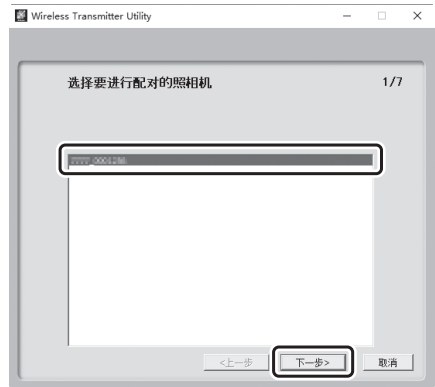 Wireless Transmitter Utility
选择要进行配对的照相机
1/7
<上一步
下一步>
取消